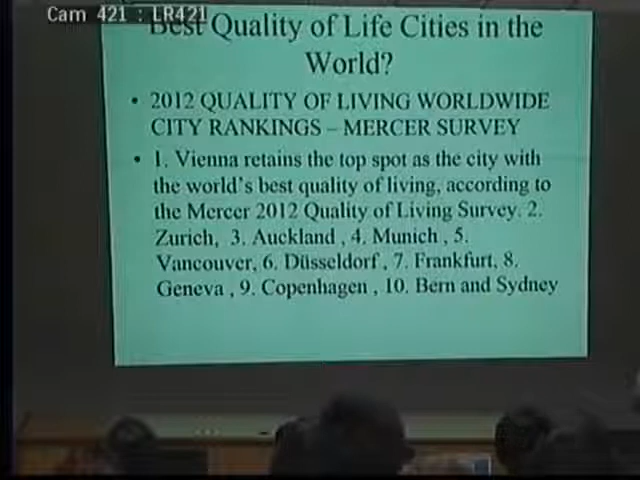 Cam 421 : LR421
Best Quality of Life Cities in the
World?
• 2012 QUALITY OF LIVING WORLDWIDE
CITY RANKINGS – MERCER SURVEY
• 1. Vienna retains the top spot as the city with
the world's best quality of living, according to
the Mercer 2012 Quality of Living Survey. 2.
Zurich, 3. Auckland , 4. Munich , 5.
Vancouver, 6. Düsseldorf , 7. Frankfurt, 8.
Geneva , 9. Copenhagen , 10. Bern and Sydney